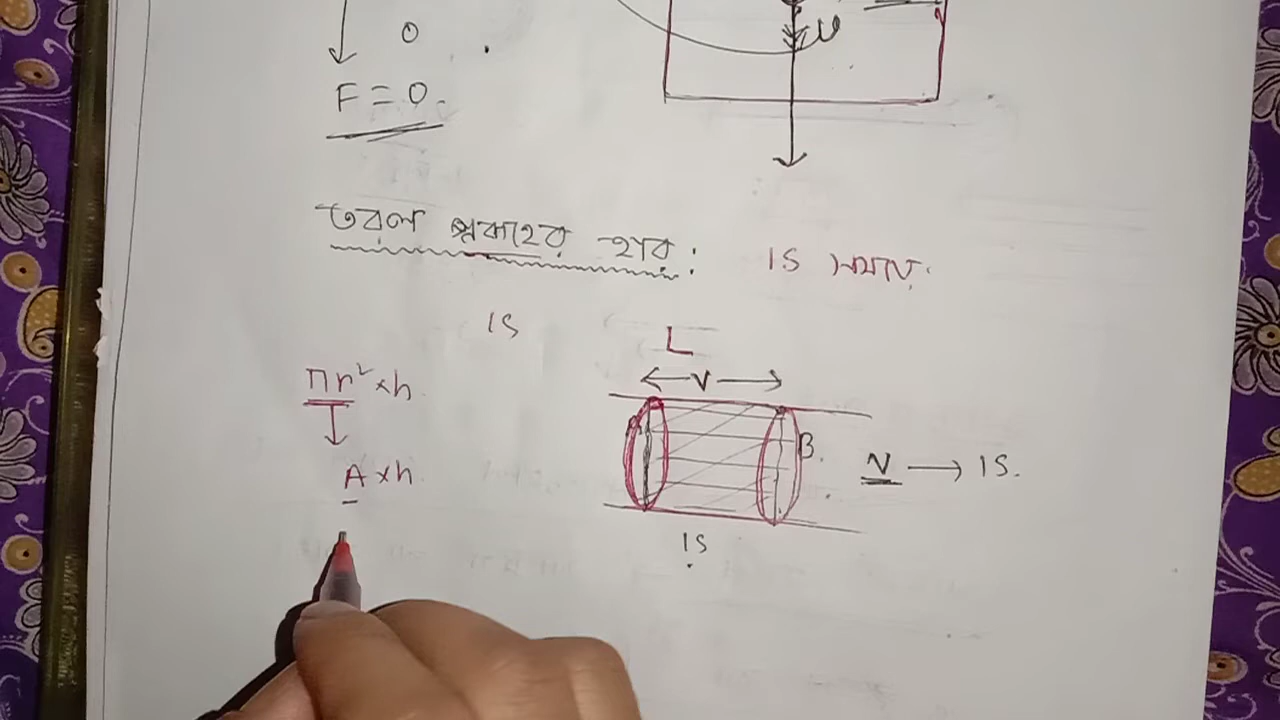 0
F = 0.
তরল প্রবাহের হার:
1S সময়ে.
1S
L
πr² × h
← V →
B.
V → 1S.
A × h.
1S